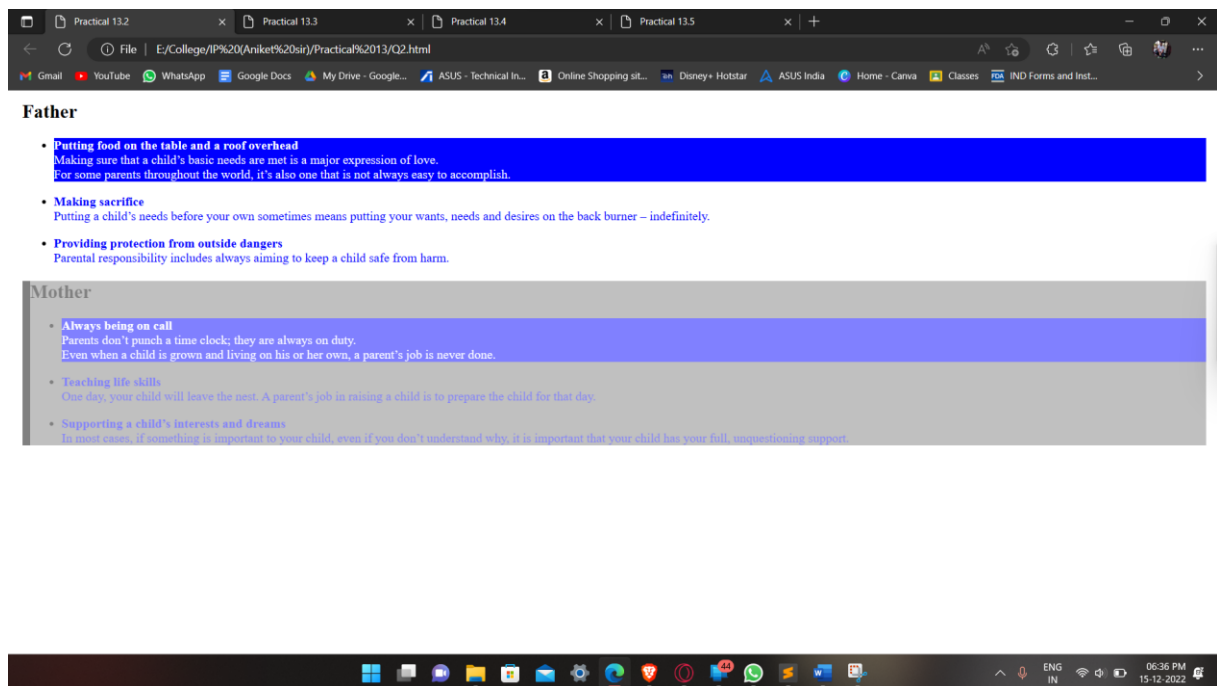 Practical 13.2
Practical 13.3
Practical 13.4
Practical 13.5
File | E:/College/IP%20(Aniket%20sir)/Practical%2013/Q2.html
Gmail YouTube WhatsApp Google Docs My Drive - Google... ASUS - Technical In... Online Shopping sit... Disney+ Hotstar ASUS India Home - Canva Classes IND Forms and Inst...
Father
Putting food on the table and a roof overhead
Making sure that a child’s basic needs are met is a major expression of love.
For some parents throughout the world, it’s also one that is not always easy to accomplish.
Making sacrifice
Putting a child’s needs before your own sometimes means putting your wants, needs and desires on the back burner – indefinitely.
Providing protection from outside dangers
Parental responsibility includes always aiming to keep a child safe from harm.
Mother
Always being on call
Parents don’t punch a time clock; they are always on duty.
Even when a child is grown and living on his or her own, a parent’s job is never done.
Teaching life skills
One day, your child will leave the nest. A parent’s job in raising a child is to prepare the child for that day.
Supporting a child’s interests and dreams
In most cases, if something is important to your child, even if you don’t understand why, it is important that your child has your full, unquestioning support.
44
ENG
IN
06:36 PM
15-12-2022